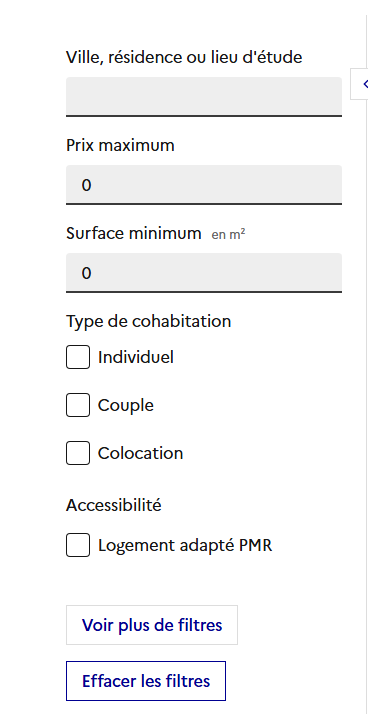 Ville, résidence ou lieu d'étude
Prix maximum
0
Surface minimum en m²
0
Type de cohabitation
Individuel
Couple
Colocation
Accessibilité
Logement adapté PMR
Voir plus de filtres
Effacer les filtres